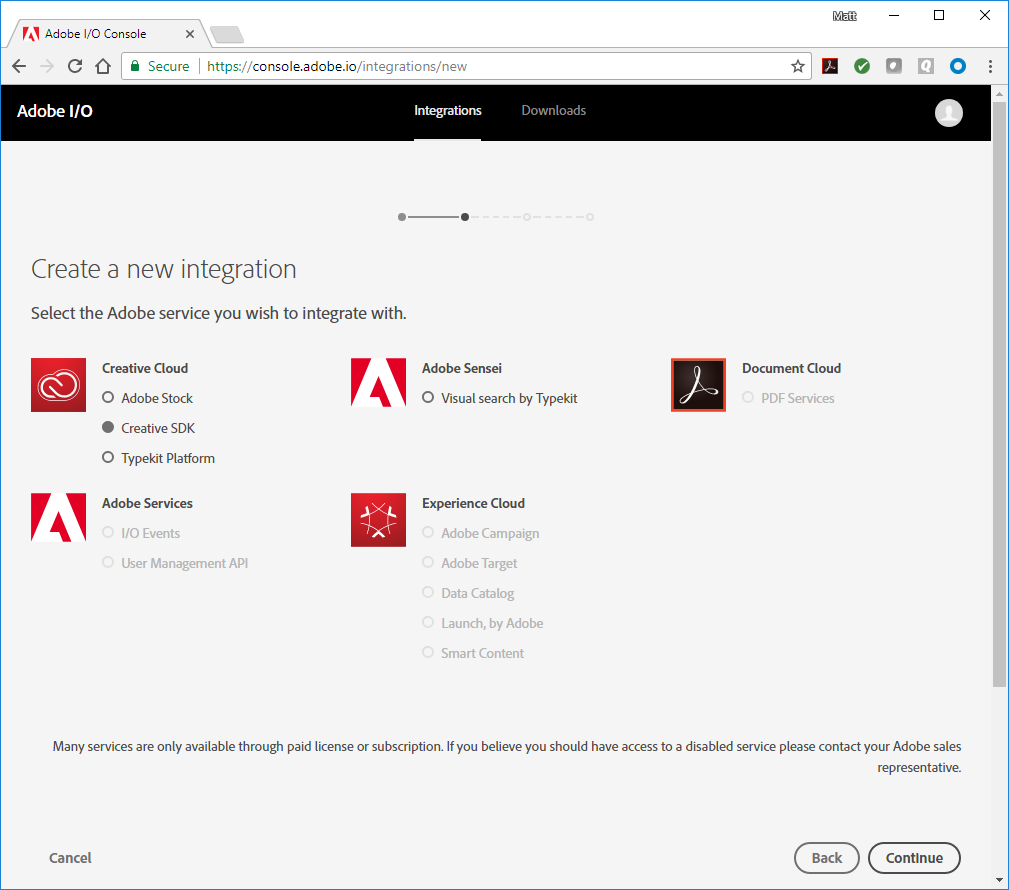 Matt
Adobe I/O Console
Secure
https://console.adobe.io/integrations/new
Adobe I/O
Integrations
Downloads
Create a new integration
Select the Adobe service you wish to integrate with.
Creative Cloud
Adobe Stock
Creative SDK
Typekit Platform
Adobe Sensei
Visual search by Typekit
Document Cloud
PDF Services
Adobe Services
I/O Events
User Management API
Experience Cloud
Adobe Campaign
Adobe Target
Data Catalog
Launch, by Adobe
Smart Content
Many services are only available through paid license or subscription. If you believe you should have access to a disabled service please contact your Adobe sales
representative.
Cancel
Back
Continue